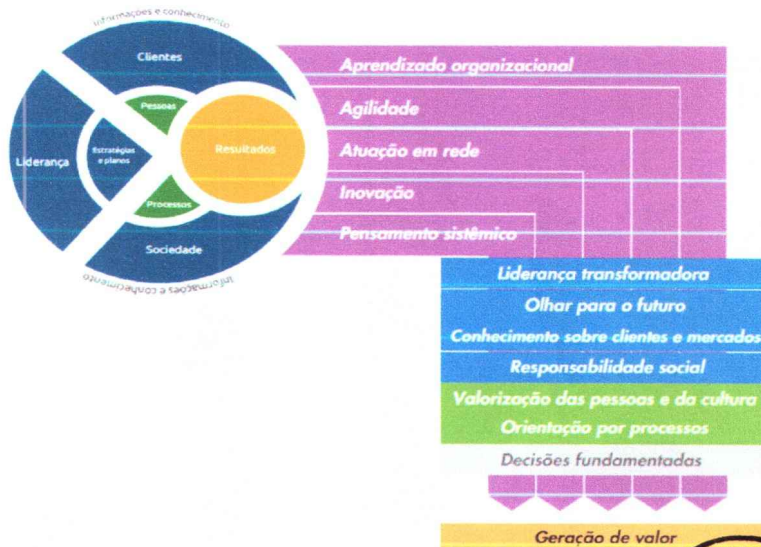 Informações e conhecimento
Clientes
Pessoas
Liderança
Estratégias
e planos
Resultados
Processos
Sociedade
Informações e conhecimento
Aprendizado organizacional
Agilidade
Atuação em rede
Inovação
Pensamento sistêmico
Liderança transformadora
Olhar para o futuro
Conhecimento sobre clientes e mercados
Responsabilidade social
Valorização das pessoas e da cultura
Orientação por processos
Decisões fundamentadas
Geração de valor